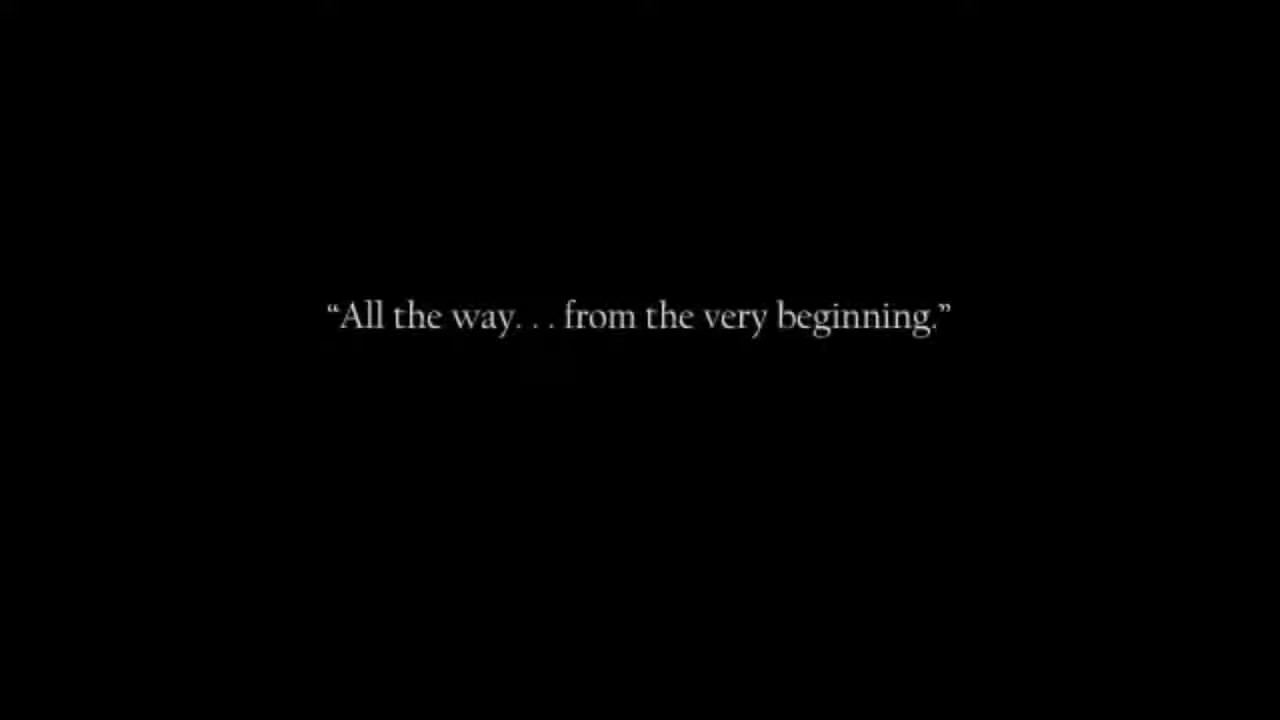 “All the way. . . from the very beginning.”